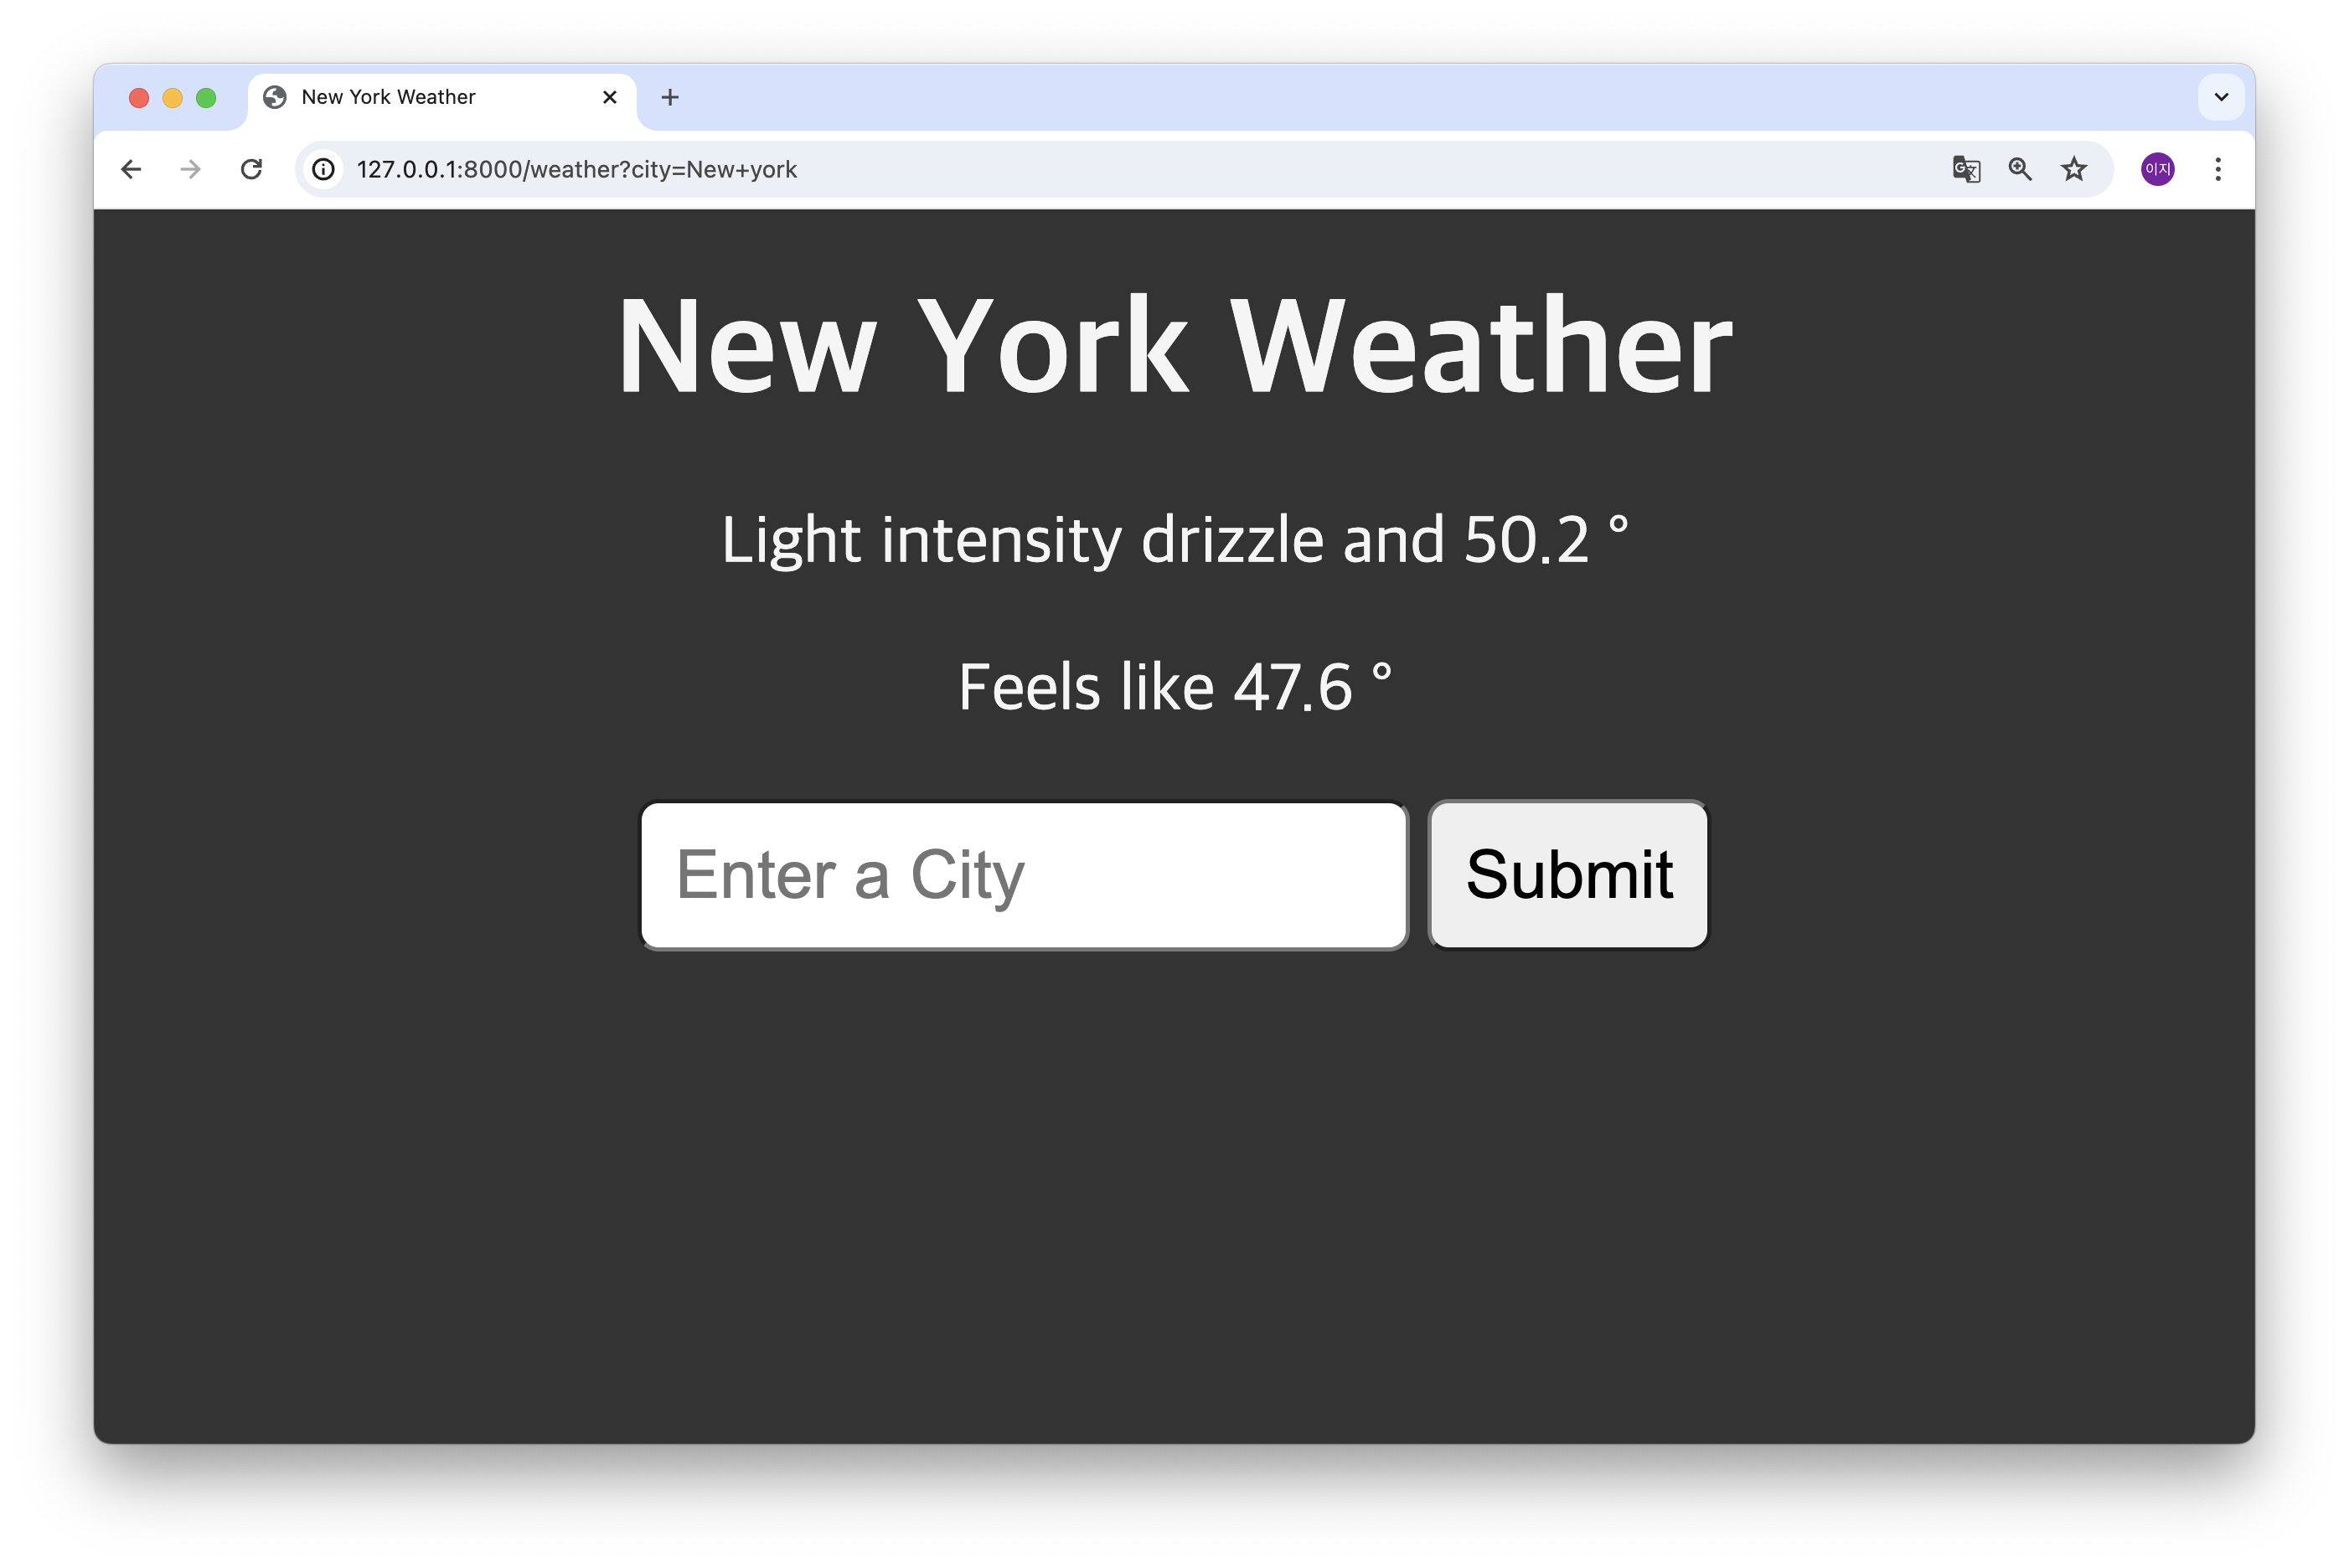 New York Weather
127.0.0.1:8000/weather?city=New+york
이지
New York Weather
Light intensity drizzle and 50.2 °
Feels like 47.6 °
Enter a City
Submit